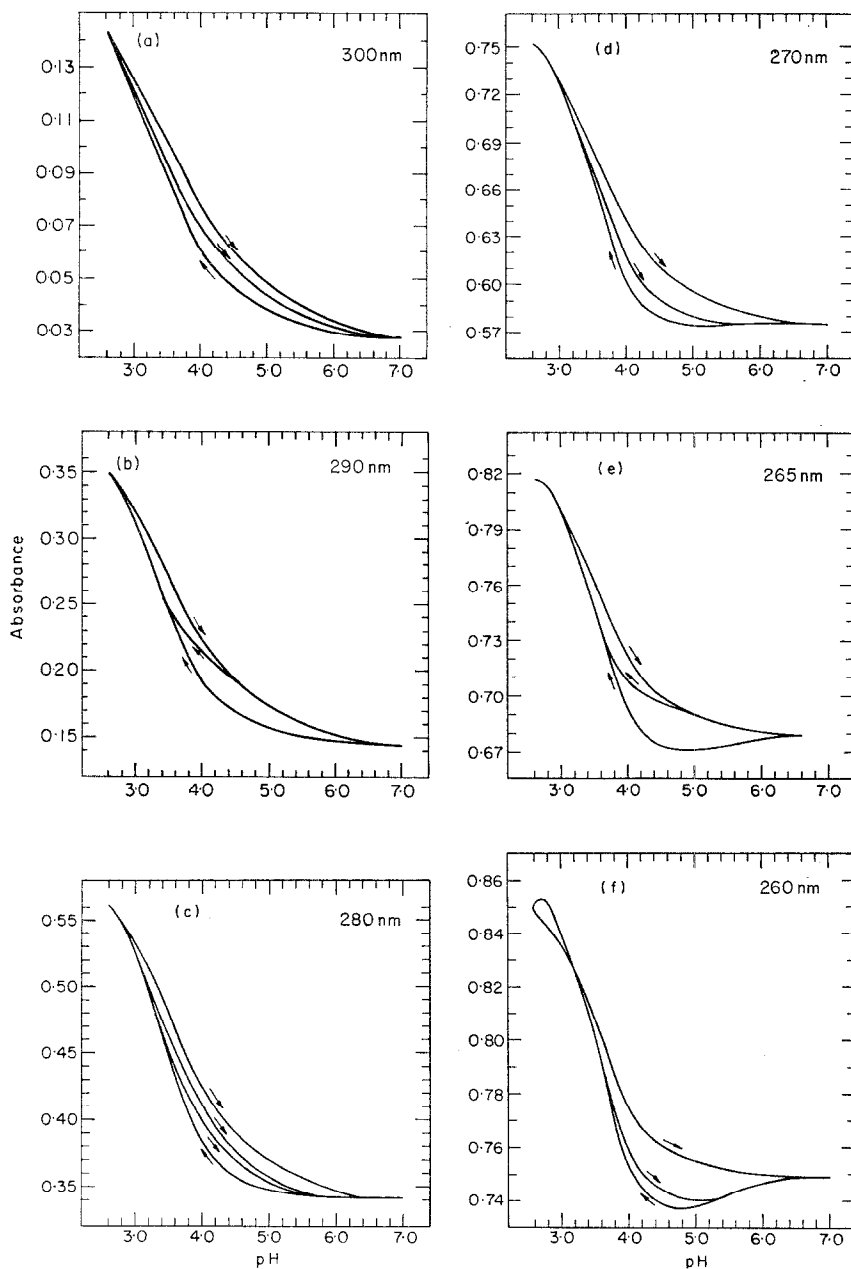 (a)
300nm
0·13
0·11
0·09
0·07
0·05
0·03
3·0 4·0 5·0 6·0 7·0
(d)
270nm
0·75
0·72
0·69
0·66
0·63
0·60
0·57
3·0 4·0 5·0 6·0 7·0
(b)
290nm
0·35
0·30
0·25
0·20
0·15
3·0 4·0 5·0 6·0 7·0
Absorbance
(e)
265nm
0·82
0·79
0·76
0·73
0·70
0·67
3·0 4·0 5·0 6·0 7·0
(c)
280nm
0·55
0·50
0·45
0·40
0·35
3·0 4·0 5·0 6·0 7·0
pH
(f)
260nm
0·86
0·84
0·82
0·80
0·78
0·76
0·74
3·0 4·0 5·0 6·0 7·0
pH